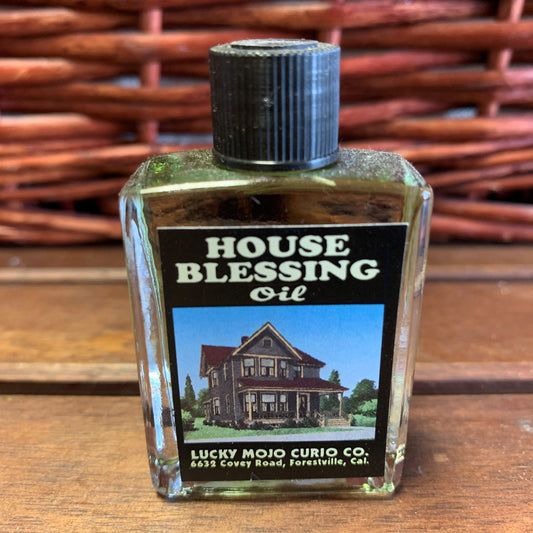 HOUSE
BLESSING
Oil
LUCKY MOJO CURIO CO.
6632 Covey Road, Forestville, Cal.